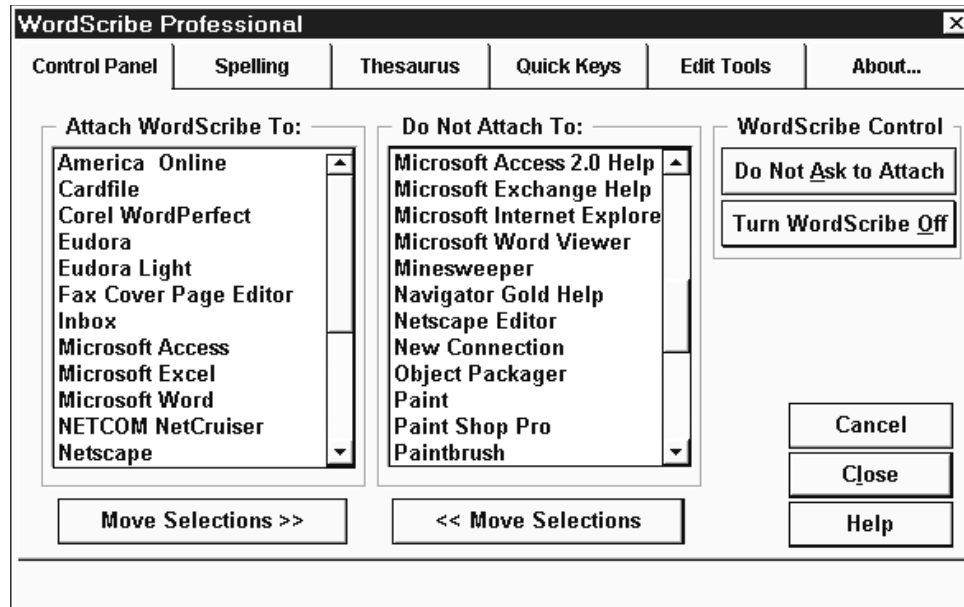 WordScribe Professional
Control Panel Spelling Thesaurus Quick Keys Edit Tools About...
Attach WordScribe To:
America Online
Cardfile
Corel WordPerfect
Eudora
Eudora Light
Fax Cover Page Editor
Inbox
Microsoft Access
Microsoft Excel
Microsoft Word
NETCOM NetCruiser
Netscape
Move Selections >>
Do Not Attach To:
Microsoft Access 2.0 Help
Microsoft Exchange Help
Microsoft Internet Explore
Microsoft Word Viewer
Minesweeper
Navigator Gold Help
Netscape Editor
New Connection
Object Packager
Paint
Paint Shop Pro
Paintbrush
<< Move Selections
WordScribe Control
Do Not Ask to Attach
Turn WordScribe Off
Cancel
Close
Help